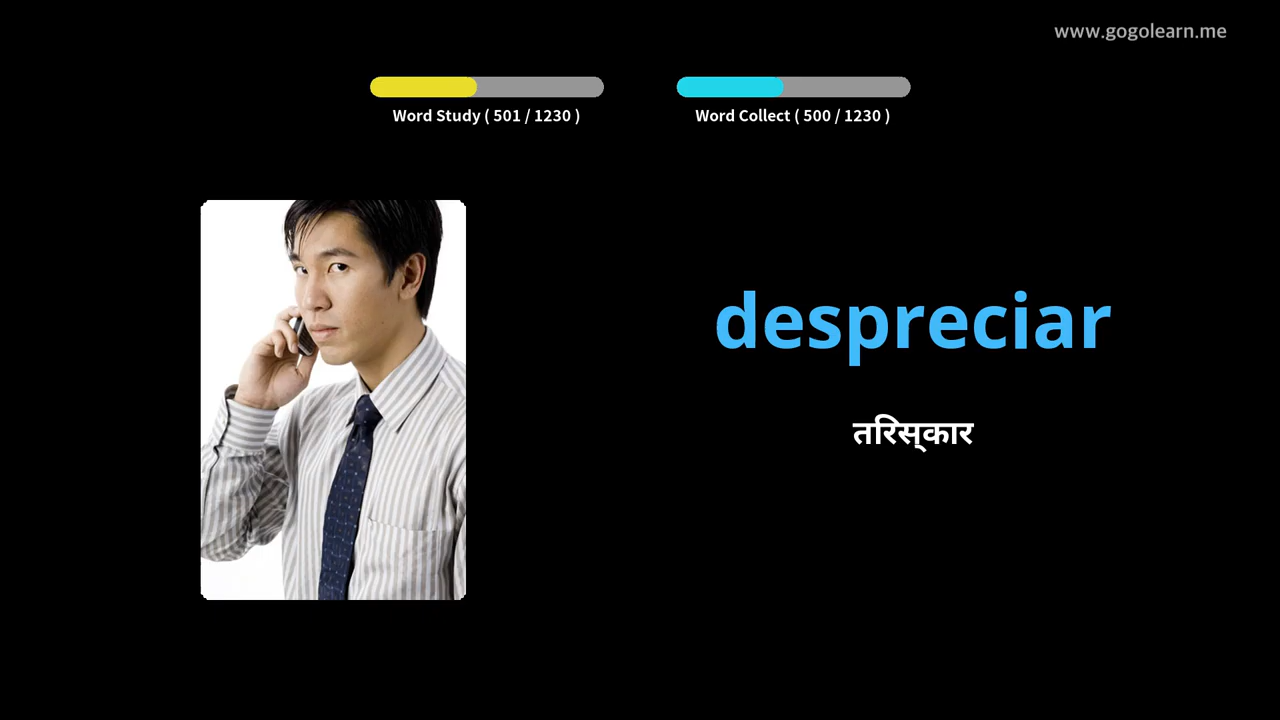 www.gogolearn.me
Word Study ( 501 / 1230 )
Word Collect ( 500 / 1230 )
despreciar
तरिस्‌कार